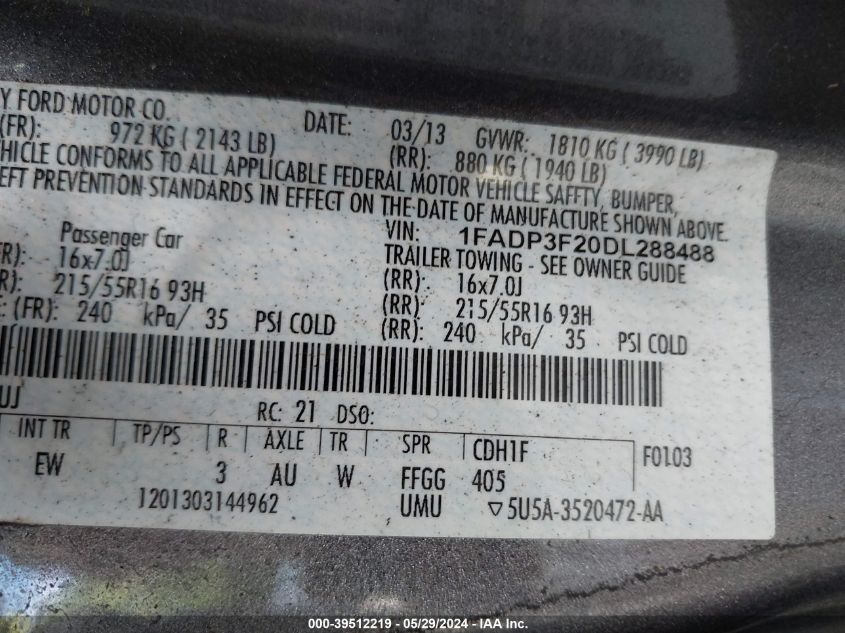 Y FORD MOTOR CO.
DATE: 03/13 GVWR: 1810 KG ( 3990 LB)
(FR): 972 KG ( 2143 LB) (RR): 880 KG ( 1940 LB)
EHICLE CONFORMS TO ALL APPLICABLE FEDERAL MOTOR VEHICLE SAFTY, BUMPER,
EFT PREVENTION STANDARDS IN EFFECT ON THE DATE OF MANUFACTURE SHOWN ABOVE.
VIN: 1FADP3F20DL288488
Passenger Car TRAILER TOWING - SEE OWNER GUIDE
R): 16x7.0J (RR): 16x7.0J
R): 215/55R16 93H (RR): 215/55R16 93H
(FR): 240 kPa/ 35 PSI COLD (RR): 240 kPa/ 35 PSI COLD
UJ
RC: 21 DSO:
INT TR TP/PS R AXLE TR SPR CDH1F F0103
EW 3 AU W FFGG 405
1201303144962 UMU ▽5U5A-3520472-AA
000-39512219 - 05/29/2024 - © IAA